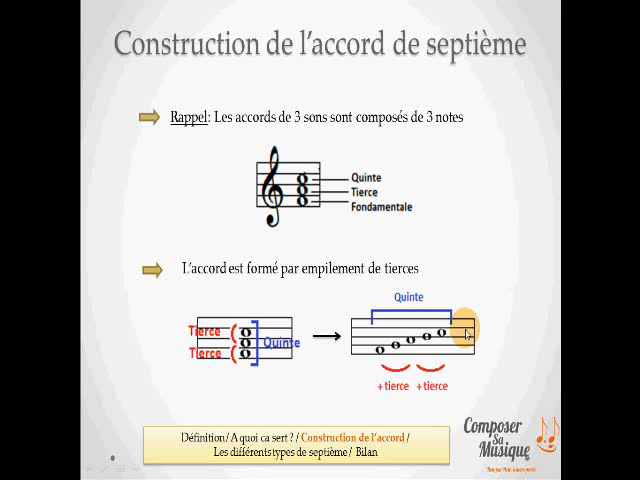 Construction de l'accord de septième
Rappel: Les accords de 3 sons sont composés de 3 notes
Quinte
Tierce
Fondamentale
L'accord est formé par empilement de tierces
Quinte
Tierce
Quinte
Tierce
+ tierce + tierce
Définition/ A quoi ca sert ? / Construction de l'accord /
Les différents types de septième / Bilan
Composer
Sa
Musique